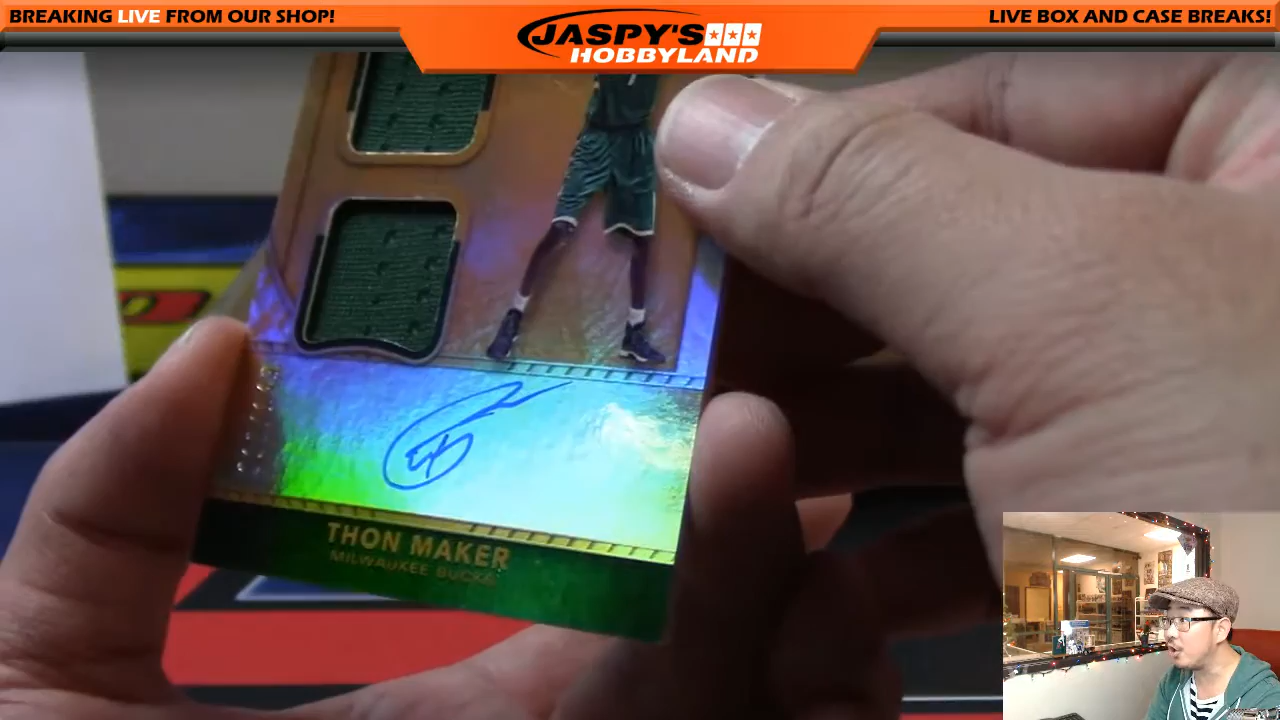 BREAKING LIVE FROM OUR SHOP!
JASPY'S
HOBBYLAND
LIVE BOX AND CASE BREAKS!
THON MAKER
MILWAUKEE BUCKS